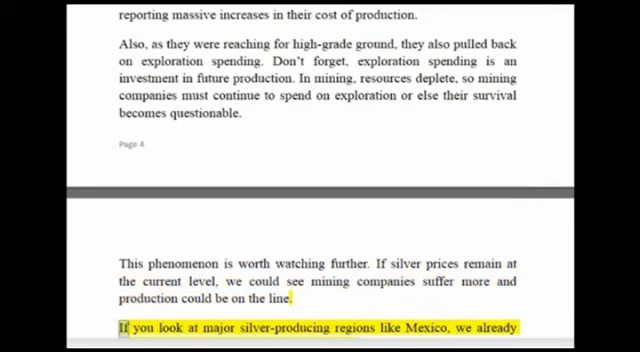 reporting massive increases in their cost of production.
Also, as they were reaching for high-grade ground, they also pulled back
on exploration spending. Don't forget, exploration spending is an
investment in future production. In mining, resources deplete, so mining
companies must continue to spend on exploration or else their survival
becomes questionable.
Page 4
This phenomenon is worth watching further. If silver prices remain at
the current level, we could see mining companies suffer more and
production could be on the line.
If you look at major silver-producing regions like Mexico, we already